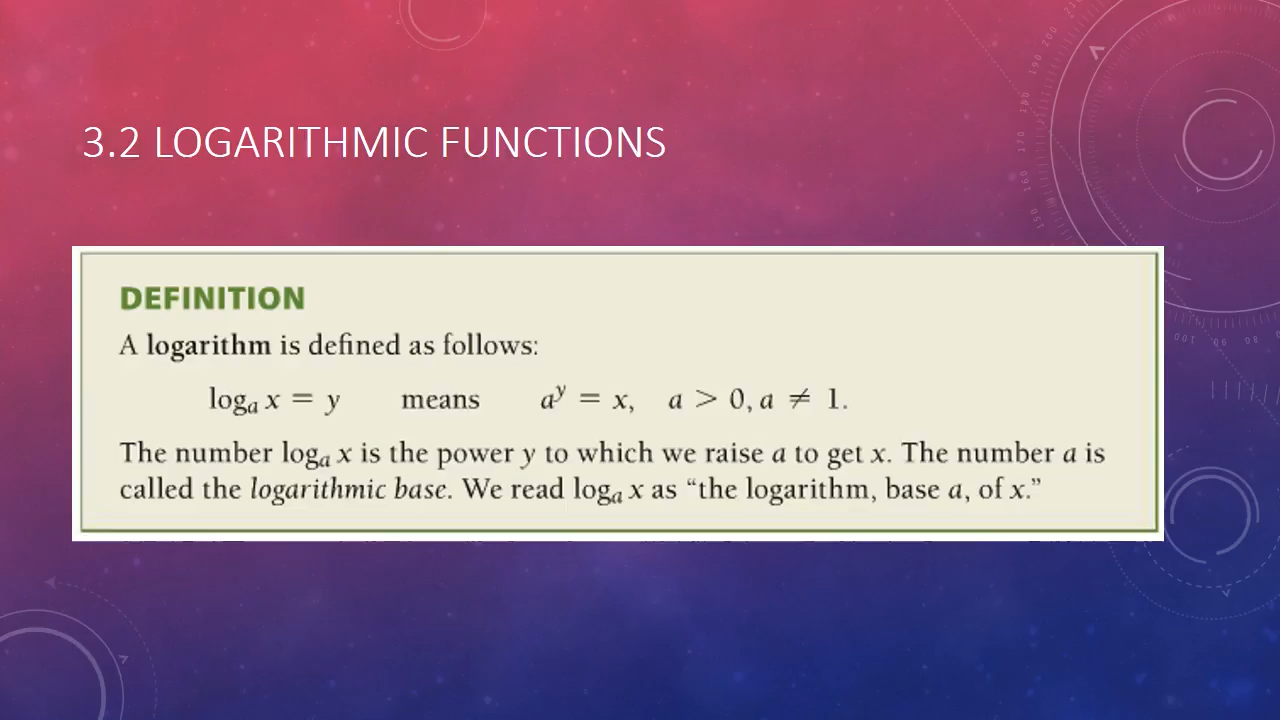 3.2 LOGARITHMIC FUNCTIONS
DEFINITION
A logarithm is defined as follows:
logₐ x = y means aʸ = x, a > 0, a ≠ 1.
The number logₐ x is the power y to which we raise a to get x. The number a is
called the logarithmic base. We read logₐ x as “the logarithm, base a, of x.”